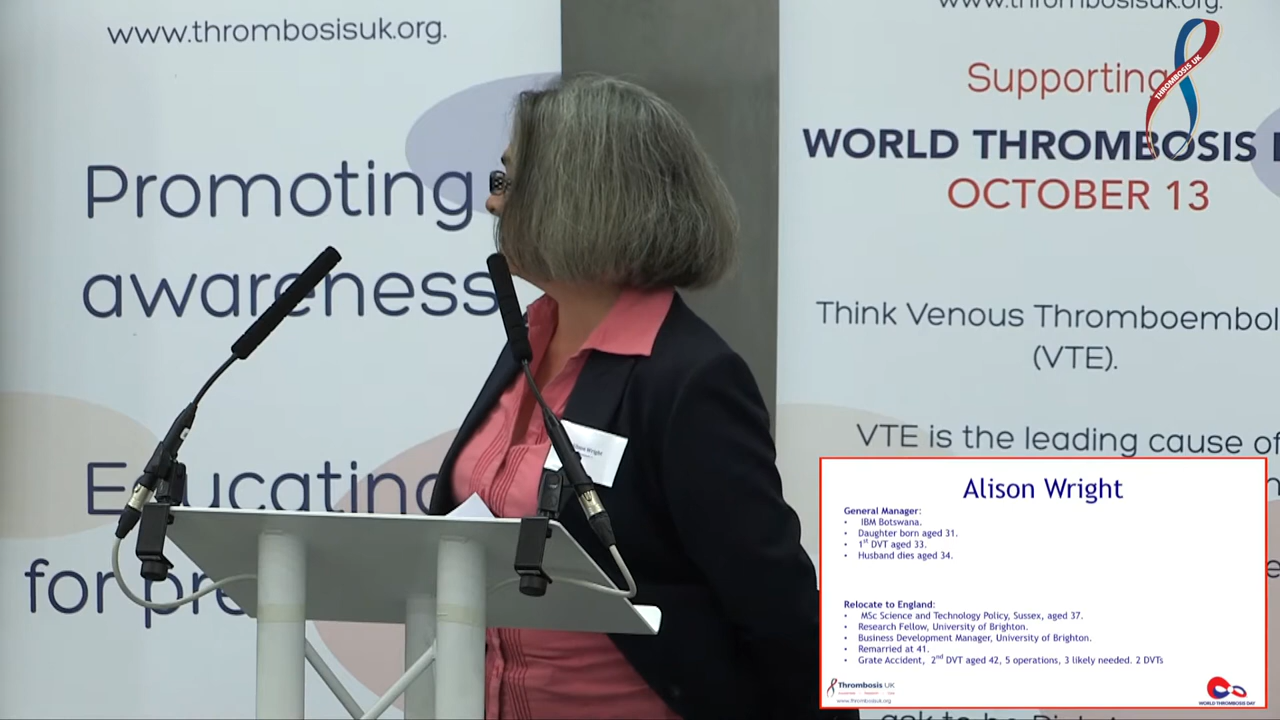 www.thrombosisuk.org.
Promoting
awareness
Educating
for pre
www.thrombosisuk.org.
Supporting
THROMBOSIS UK
WORLD THROMBOSIS
OCTOBER 13
Think Venous Thromboembol
(VTE).
VTE is the leading cause of
Wright
Alison Wright
General Manager:
• IBM Botswana.
• Daughter born aged 31.
• 1st DVT aged 33.
• Husband dies aged 34.
Relocate to England:
• MSc Science and Technology Policy, Sussex, aged 37.
• Research Fellow, University of Brighton.
• Business Development Manager, University of Brighton.
• Remarried at 41.
• Grate Accident, 2nd DVT aged 42, 5 operations, 3 likely needed. 2 DVTs
Thrombosis UK
www.thrombosisuk.org
WORLD THROMBOSIS DAY